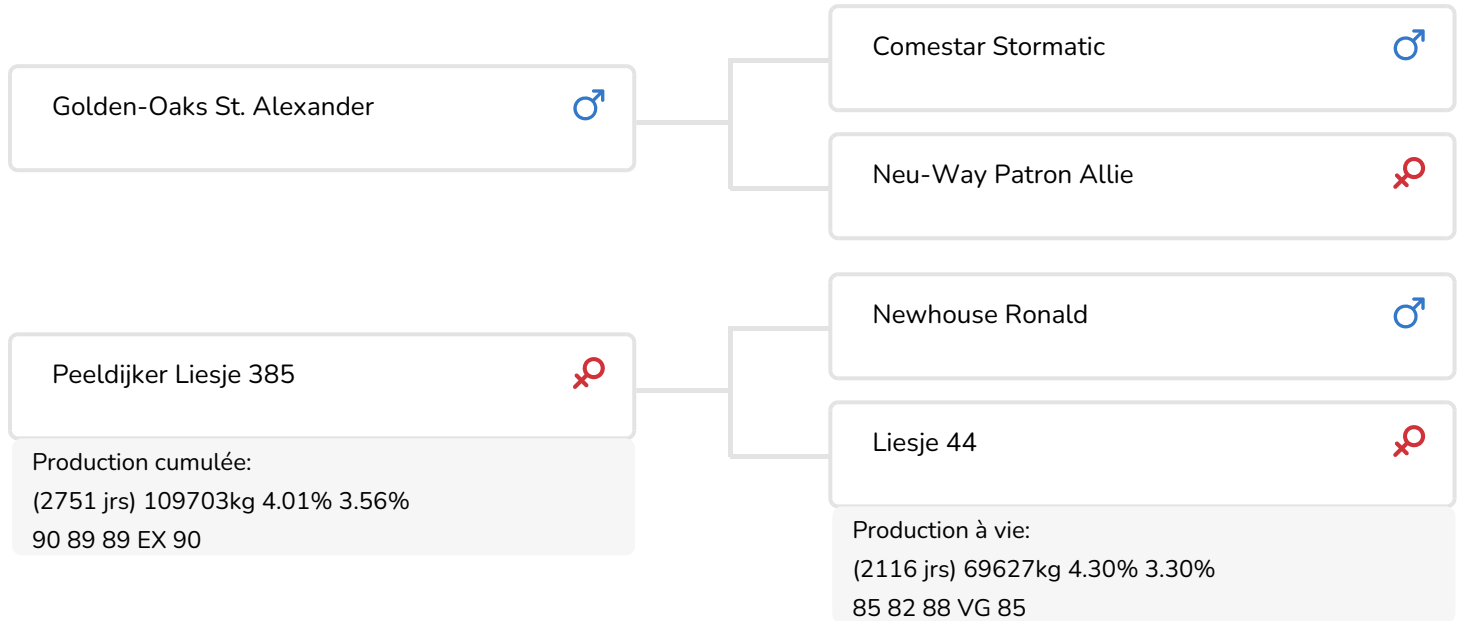 Comestar Stormatic
Golden-Oaks St. Alexander
Neu-Way Patron Allie
Newhouse Ronald
Peeldijker Liesje 385
Production cumulée:
(2751 jrs) 109703kg 4.01% 3.56%
90 89 89 EX 90
Liesje 44
Production à vie:
(2116 jrs) 69627kg 4.30% 3.30%
85 82 88 VG 85